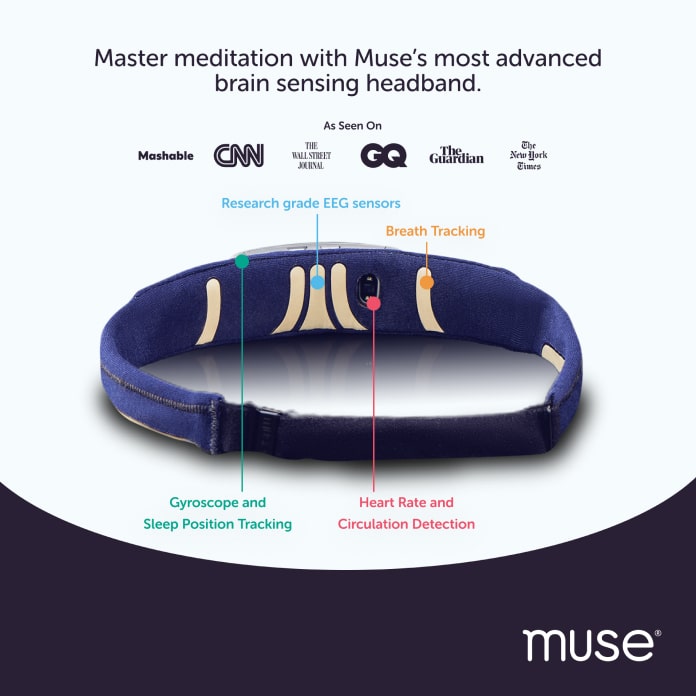 Master meditation with Muse's most advanced
brain sensing headband.
As Seen On
Mashable
CNN
THE
WALL STREET
JOURNAL
GQ
The
Guardian
The
New York
Times
Research grade EEG sensors
Breath Tracking
Gyroscope and
Sleep Position Tracking
Heart Rate and
Circulation Detection
muse®